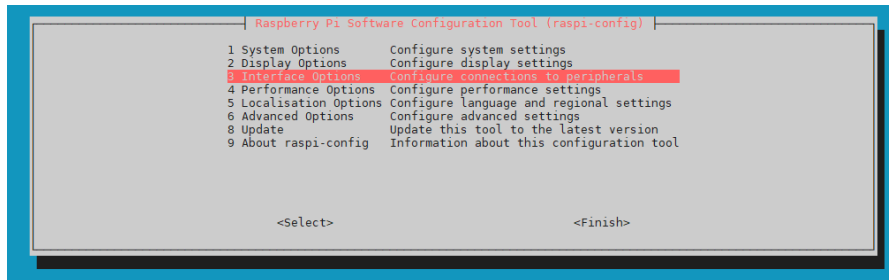 Raspberry Pi Software Configuration Tool (raspi-config)
1 System Options Configure system settings
2 Display Options Configure display settings
3 Interface Options Configure connections to peripherals
4 Performance Options Configure performance settings
5 Localisation Options Configure language and regional settings
6 Advanced Options Configure advanced settings
8 Update Update this tool to the latest version
9 About raspi-config Information about this configuration tool
<Select> <Finish>